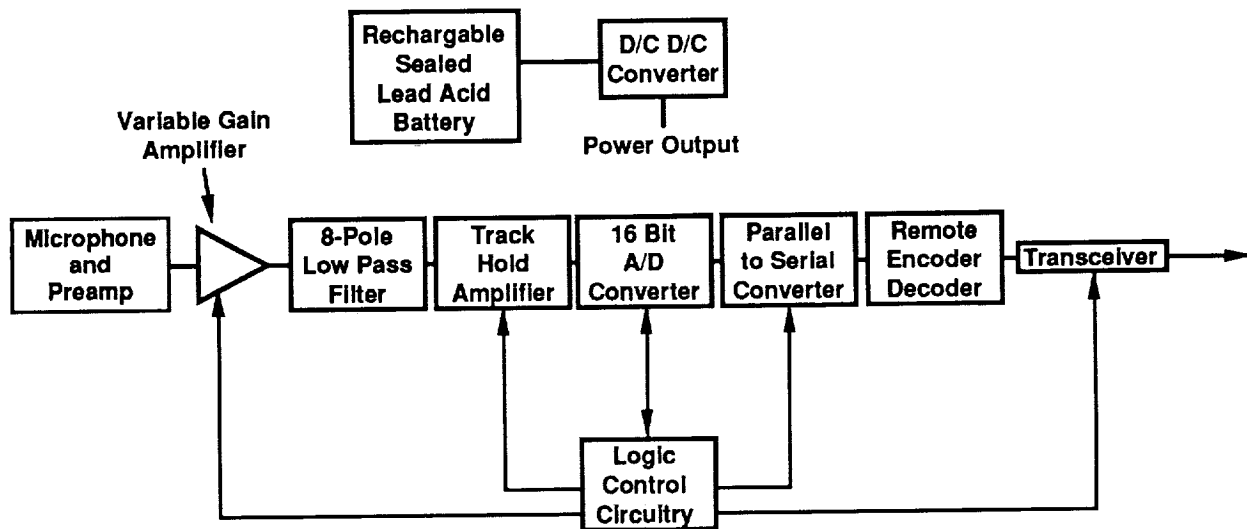 Rechargable
Sealed
Lead Acid
Battery
D/C D/C
Converter
Power Output
Variable Gain
Amplifier
Microphone
and
Preamp
8-Pole
Low Pass
Filter
Track
Hold
Amplifier
16 Bit
A/D
Converter
Parallel
to Serial
Converter
Remote
Encoder
Decoder
Transceiver
Logic
Control
Circuitry